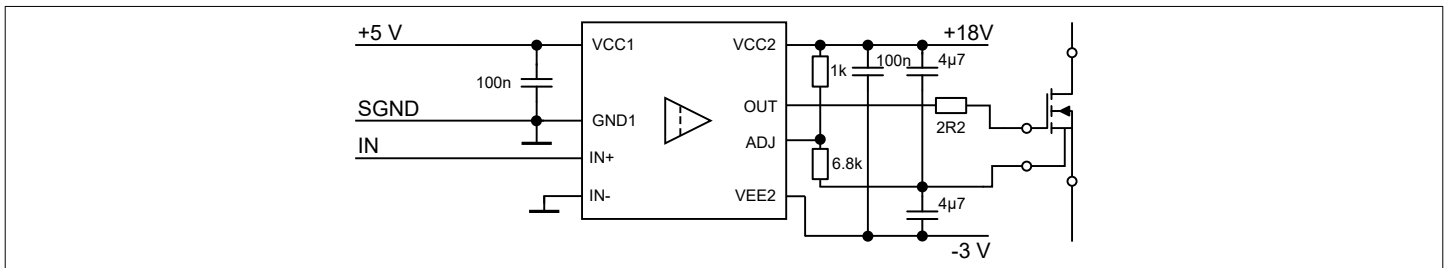 +5 V
VCC1
VCC2
+18V
100n
1k
100n
4µ7
SGND
GND1
OUT
2R2
ADJ
IN
IN+
6.8k
IN-
VEE2
4µ7
-3 V